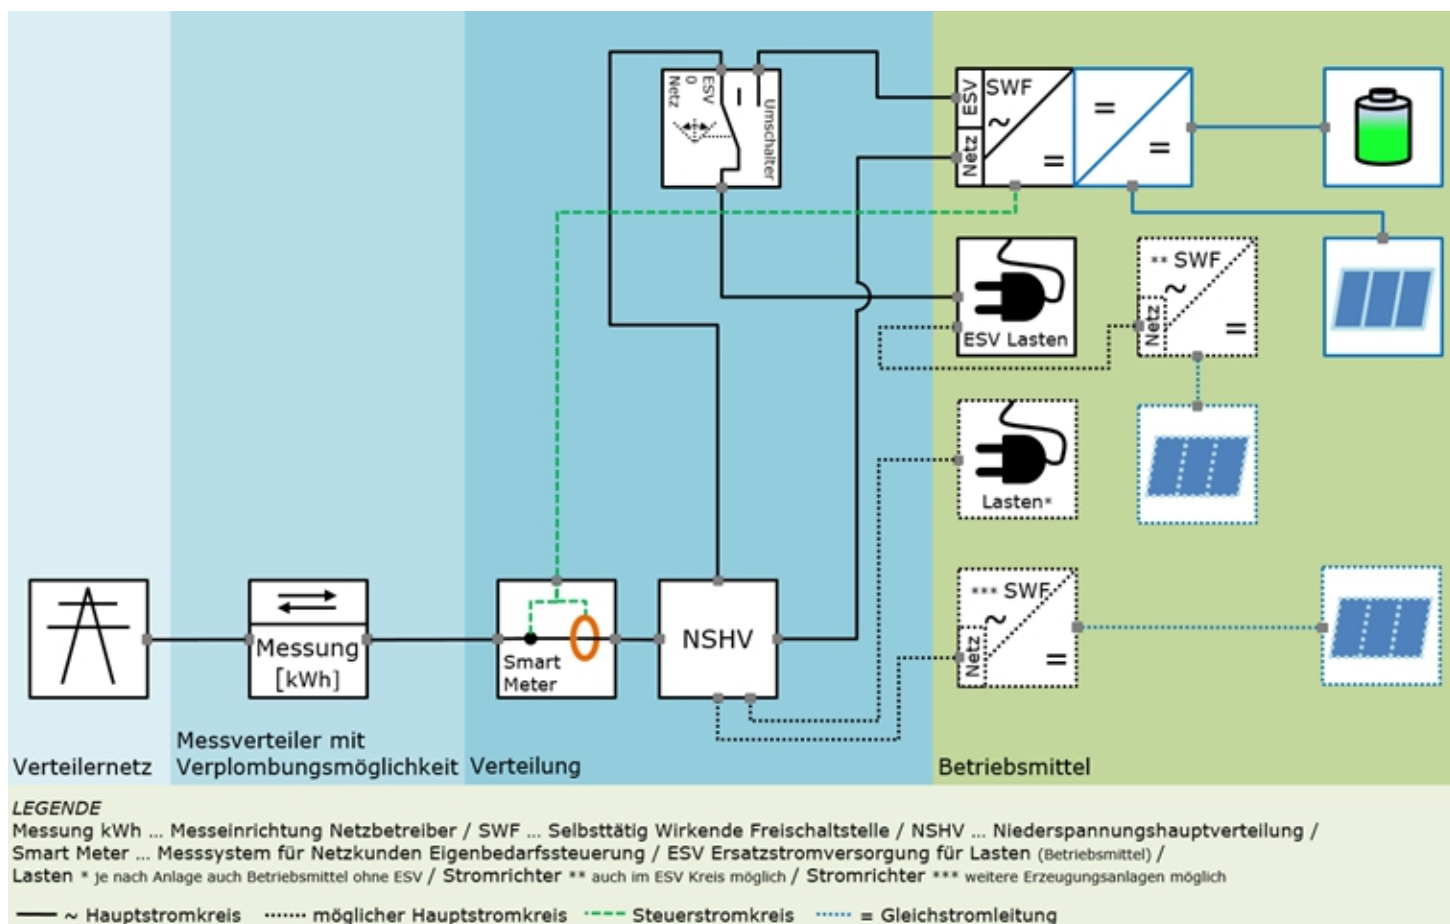 ESV
0
Netz
Umschalter
ESV
Netz
SWF
~
=
=
=
ESV Lasten
** SWF
~
Netz
=
Lasten*
*** SWF
~
Netz
=
Messung
[kWh]
Smart
Meter
NSHV
Verteilernetz
Messverteiler mit
Verplombungsmöglichkeit
Verteilung
Betriebsmittel
LEGENDE
Messung kWh ... Messeinrichtung Netzbetreiber / SWF ... Selbsttätig Wirkende Freischaltstelle / NSHV ... Niederspannungshauptverteilung /
Smart Meter ... Messsystem für Netzkunden Eigenbedarfssteuerung / ESV Ersatzstromversorgung für Lasten (Betriebsmittel) /
Lasten * je nach Anlage auch Betriebsmittel ohne ESV / Stromrichter ** auch im ESV Kreis möglich / Stromrichter *** weitere Erzeugungsanlagen möglich
~ Hauptstromkreis möglicher Hauptstromkreis Steuerstromkreis = Gleichstromleitung